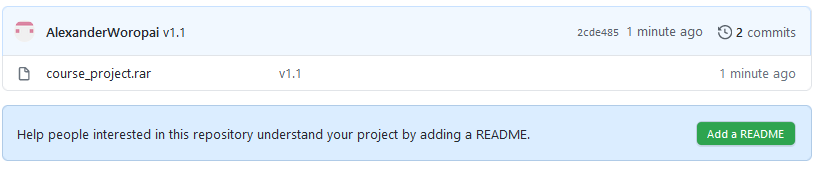 AlexanderWoropai v1.1 2cde485 1 minute ago 2 commits
course_project.rar v1.1 1 minute ago
Help people interested in this repository understand your project by adding a README. Add a README